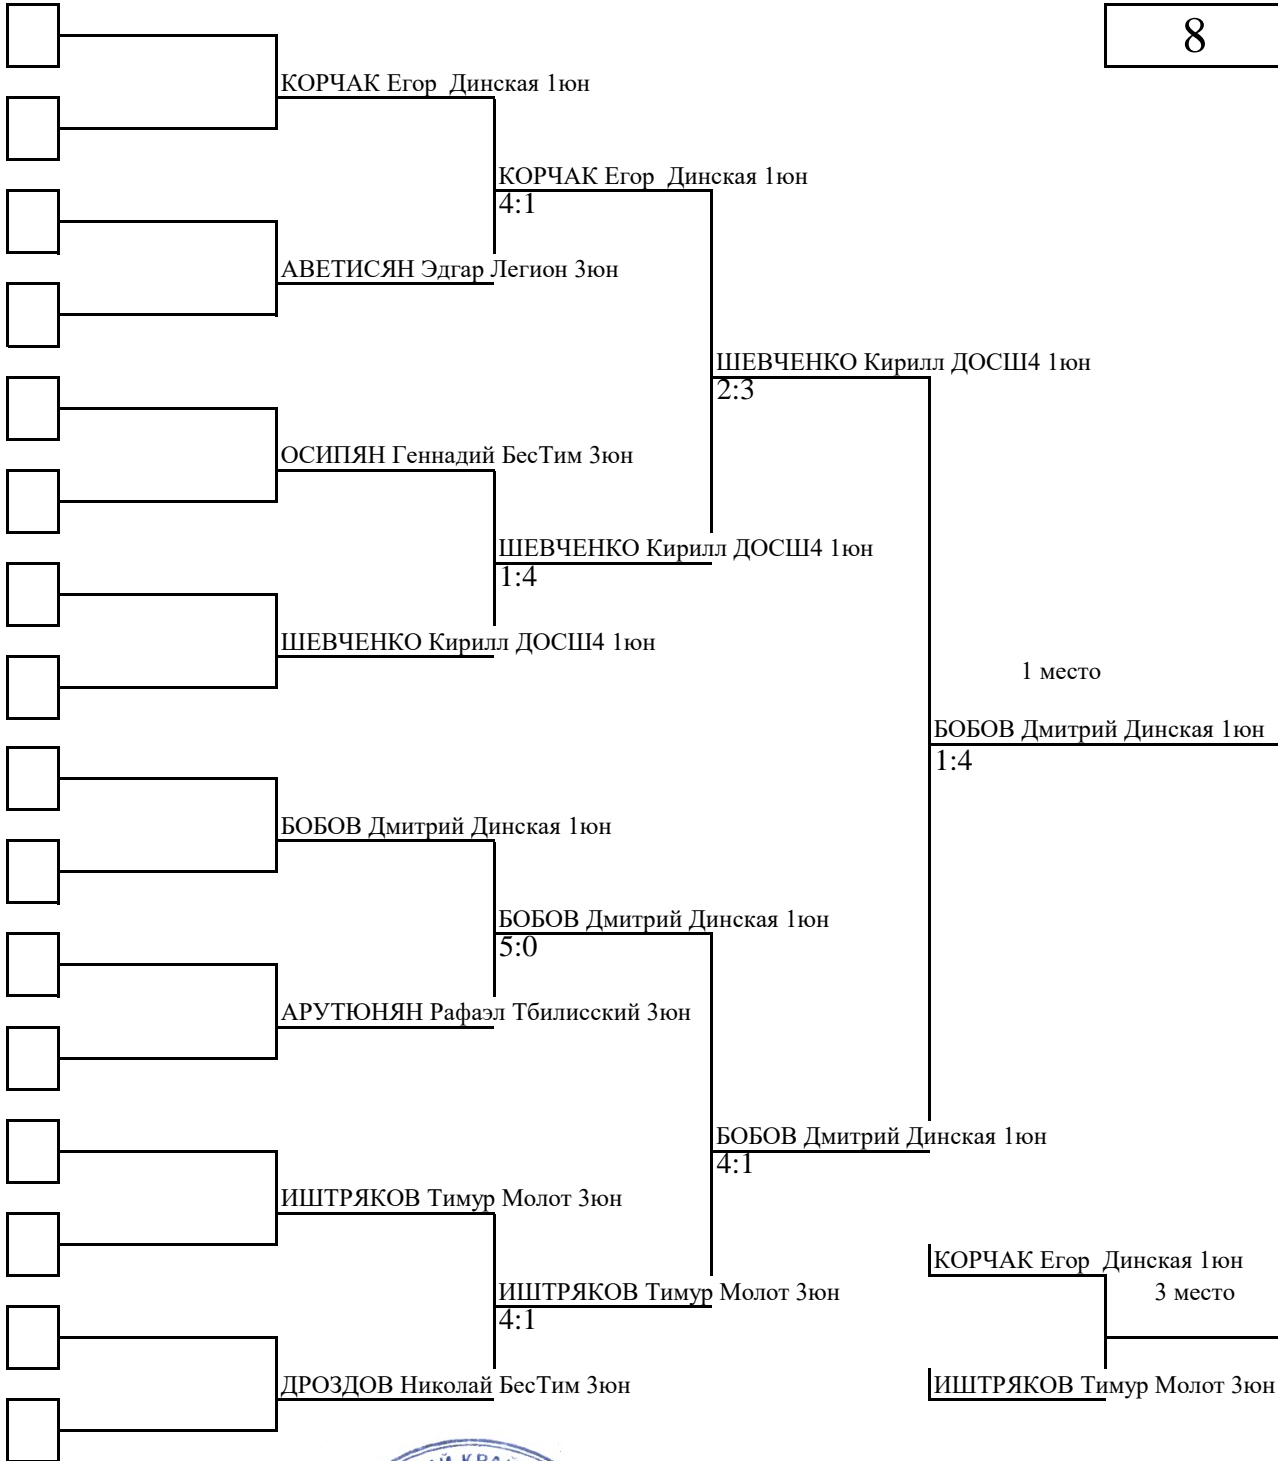 8
КОРЧАК Егор  Динская 1юн
КОРЧАК Егор  Динская 1юн
4:1
АВЕТИСЯН Эдгар Легион 3юн
ШЕВЧЕНКО Кирилл ДОСШ4 1юн
2:3
ОСИПЯН Геннадий БесТим 3юн
ШЕВЧЕНКО Кирилл ДОСШ4 1юн
1:4
ШЕВЧЕНКО Кирилл ДОСШ4 1юн
1 место
БОБОВ Дмитрий Динская 1юн
1:4
БОБОВ Дмитрий Динская 1юн
БОБОВ Дмитрий Динская 1юн
5:0
АРУТЮНЯН Рафаэл Тбилисский 3юн
БОБОВ Дмитрий Динская 1юн
4:1
ИШТРЯКОВ Тимур Молот 3юн
КОРЧАК Егор  Динская 1юн
3 место
ИШТРЯКОВ Тимур Молот 3юн
4:1
ДРОЗДОВ Николай БесТим 3юн
ИШТРЯКОВ Тимур Молот 3юн